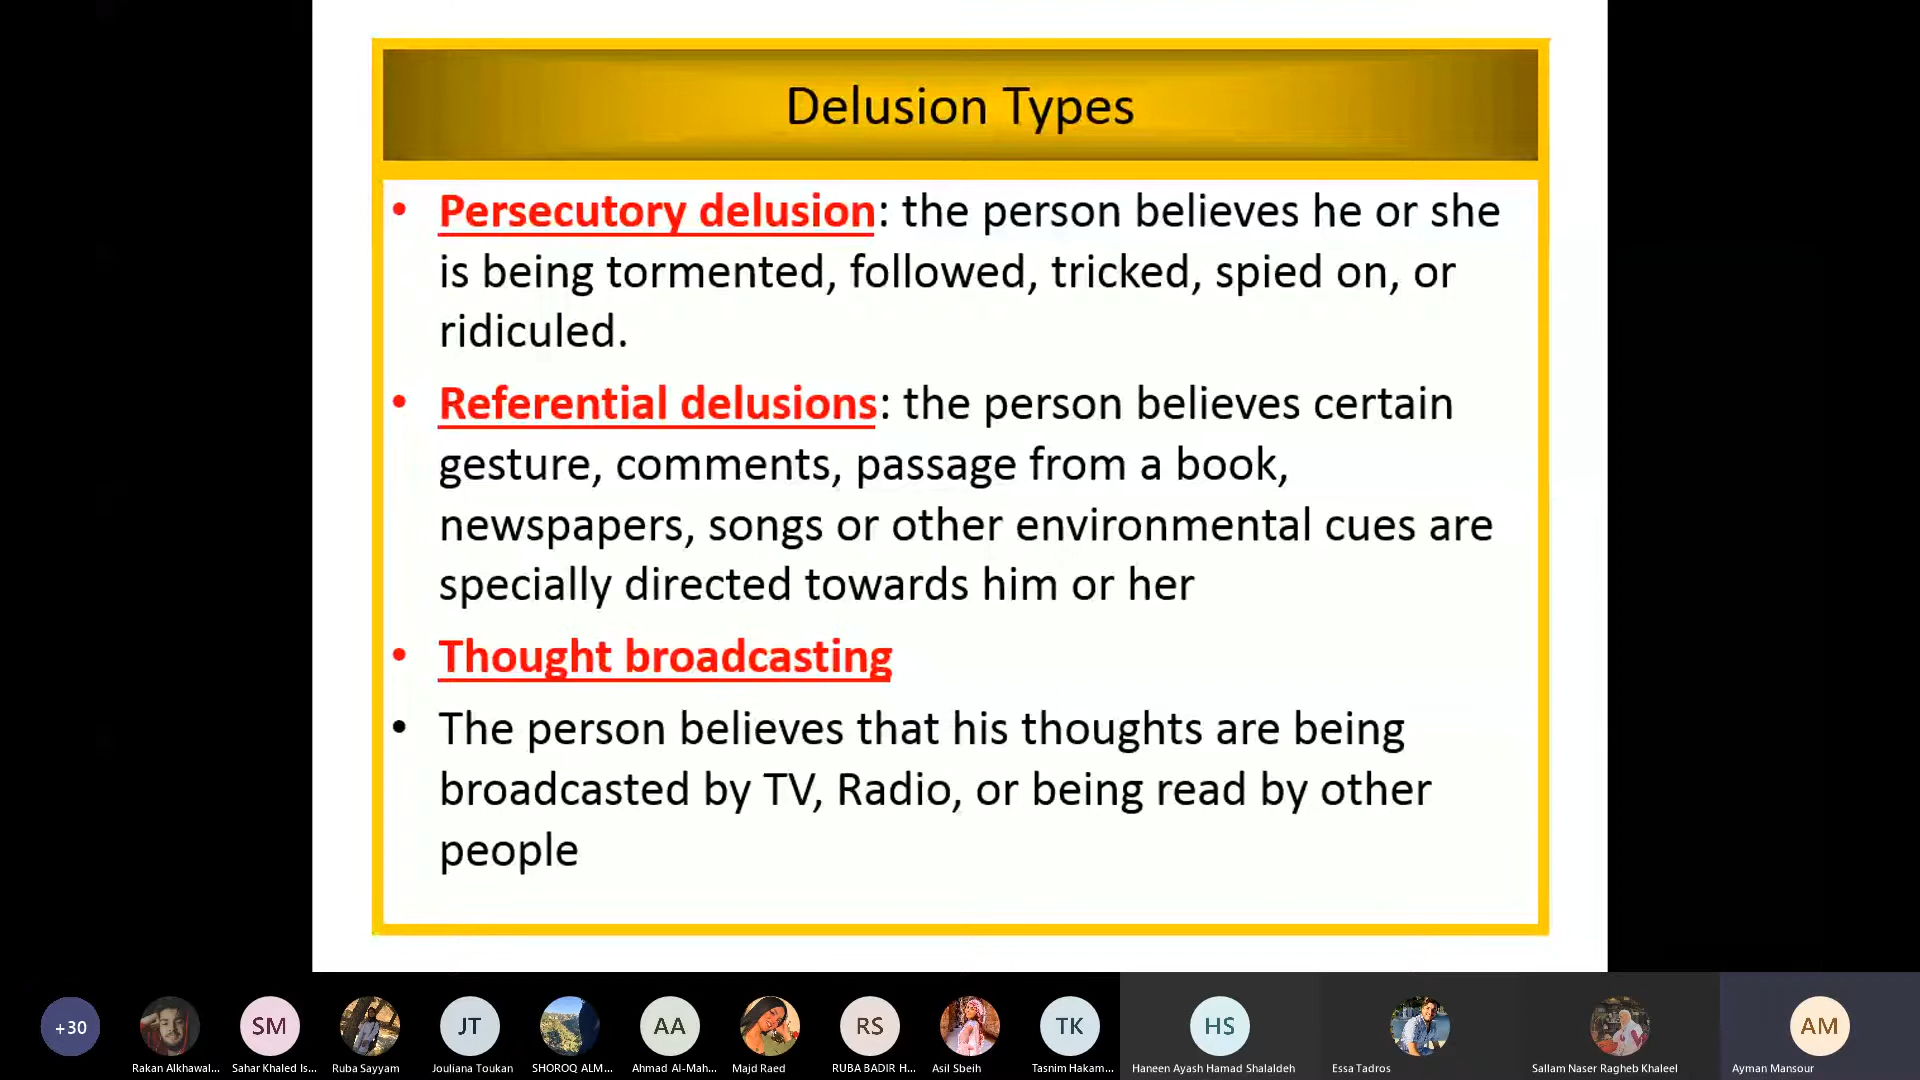 Delusion Types
• Persecutory delusion: the person believes he or she
is being tormented, followed, tricked, spied on, or
ridiculed.
• Referential delusions: the person believes certain
gesture, comments, passage from a book,
newspapers, songs or other environmental cues are
specially directed towards him or her
• Thought broadcasting
• The person believes that his thoughts are being
broadcasted by TV, Radio, or being read by other
people
+30
SM
JT
AA
RS
TK
HS
AM
Rakan Alkhawal...
Sahar Khaled Is...
Ruba Sayyam
Jouliana Toukan
SHOROQ ALM...
Ahmad Al-Mah...
Majd Raed
RUBA BADIR H...
Asil Sbeih
Tasnim Hakam...
Haneen Ayash Hamad Shalaldeh
Essa Tadros
Sallam Naser Ragheb Khaleel
Ayman Mansour